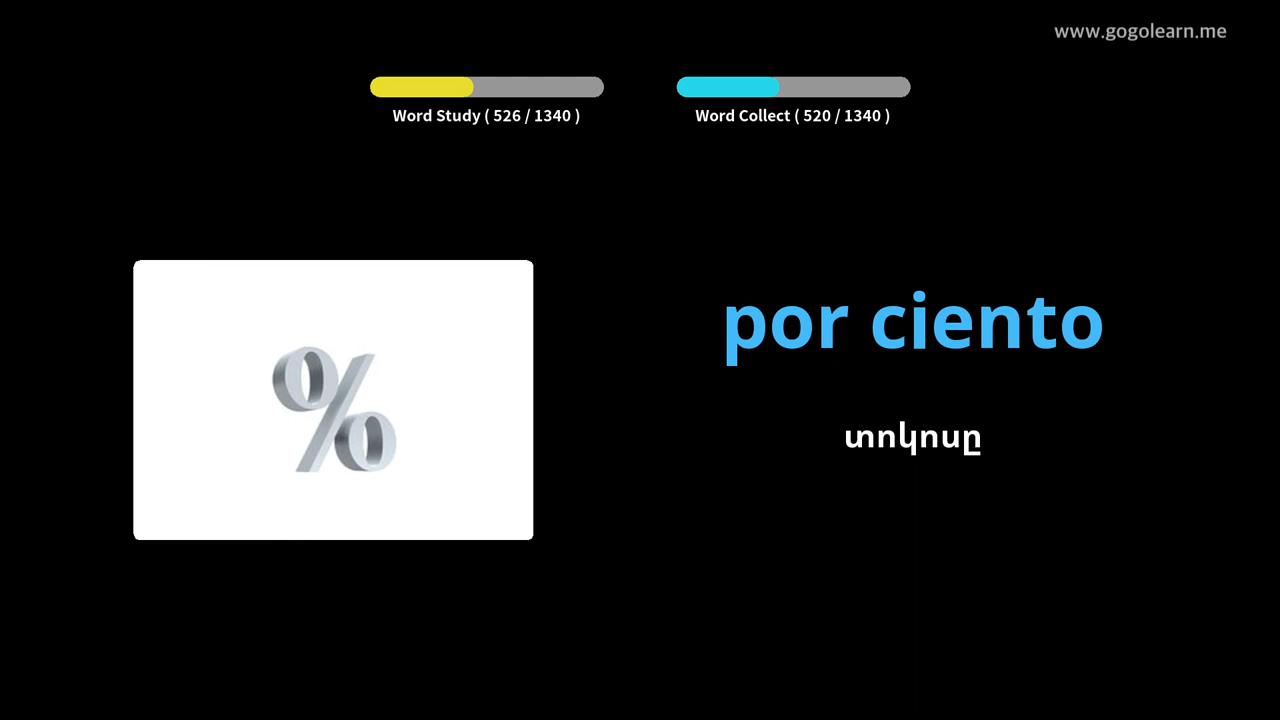 www.gogolearn.me
Word Study ( 526 / 1340 )
Word Collect ( 520 / 1340 )
%
por ciento
տոկոսը